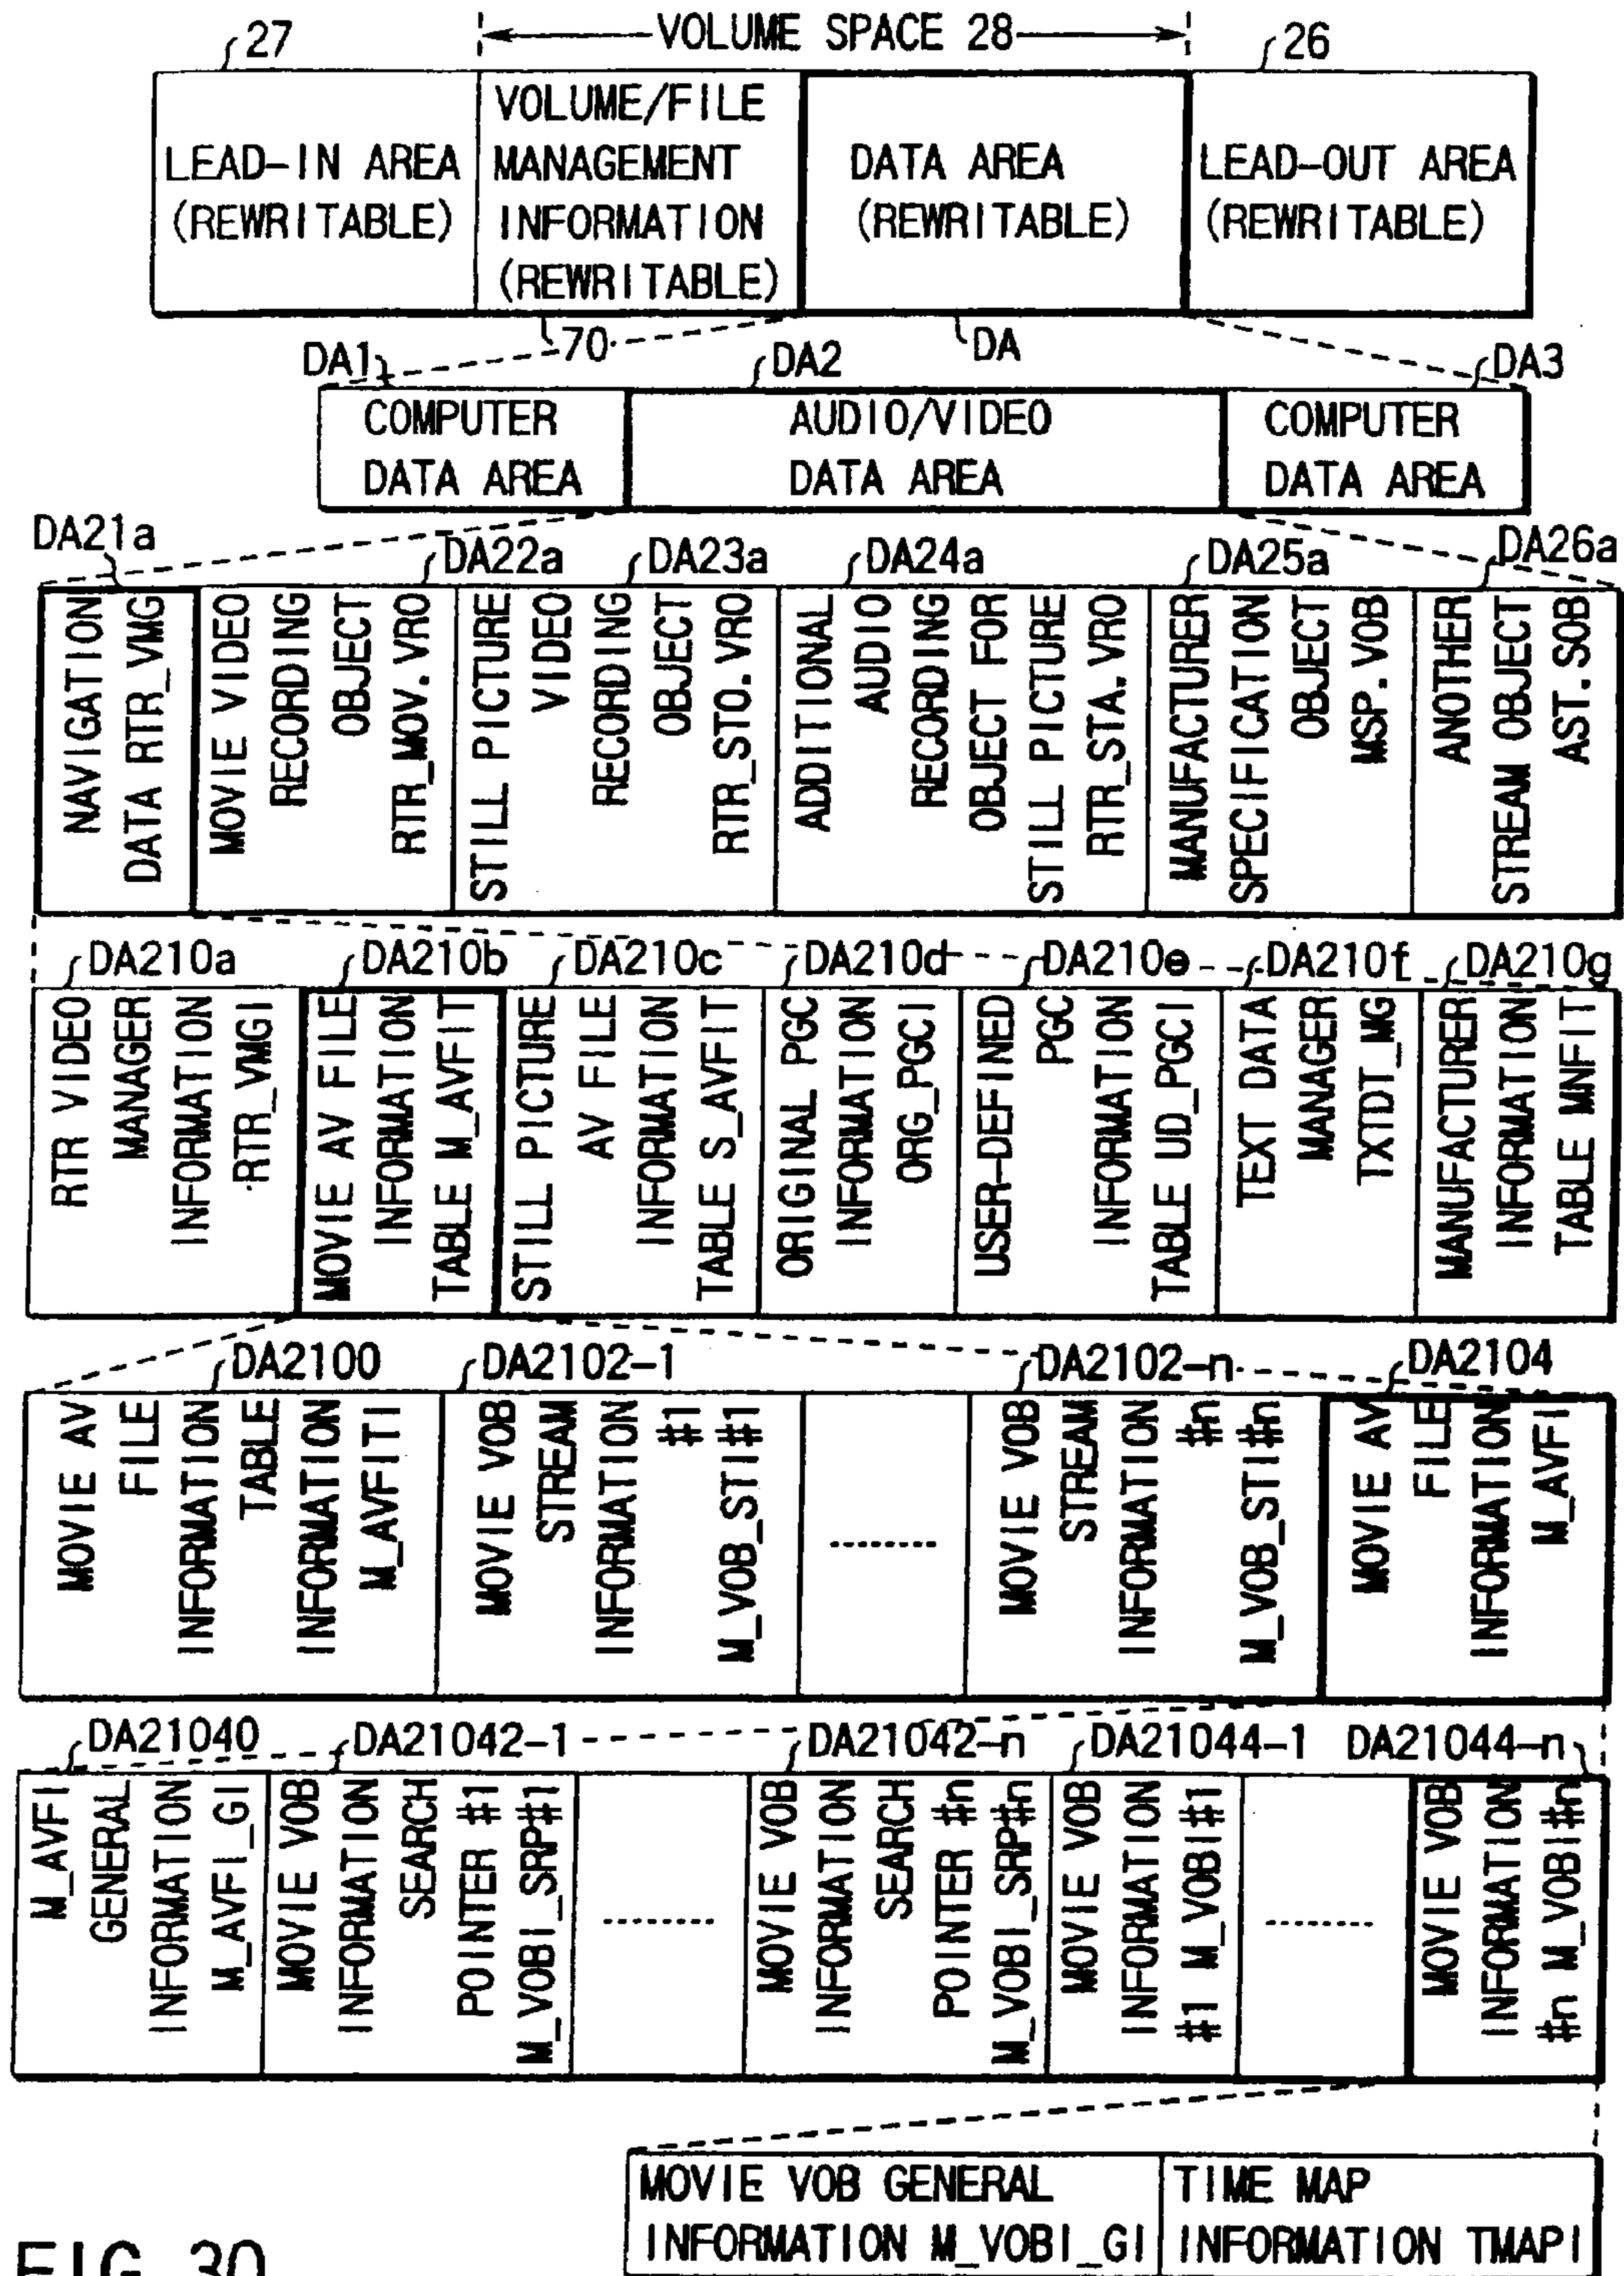 27
VOLUME SPACE 28
26
LEAD-IN AREA
(REWRITABLE)
VOLUME/FILE
MANAGEMENT
INFORMATION
(REWRITABLE)
DATA AREA
(REWRITABLE)
LEAD-OUT AREA
(REWRITABLE)
70
DA
DA1
DA2
DA3
COMPUTER
DATA AREA
AUDIO/VIDEO
DATA AREA
COMPUTER
DATA AREA
DA21a
DA22a
DA23a
DA24a
DA25a
DA26a
NAVIGATION
DATA RTR_VMG
MOVIE VIDEO
RECORDING
OBJECT
RTR_MOV.VRO
STILL PICTURE
VIDEO
RECORDING
OBJECT
RTR_STO.VRO
ADDITIONAL
AUDIO
RECORDING
OBJECT FOR
STILL PICTURE
RTR_STA.VRO
MANUFACTURER
SPECIFICATION
OBJECT
MSP.VOB
ANOTHER
STREAM OBJECT
AST.SOB
DA210a
DA210b
DA210c
DA210d
DA210e
DA210f
DA210g
RTR VIDEO
MANAGER
INFORMATION
RTR_VMGI
MOVIE AV FILE
INFORMATION
TABLE M_AVFIT
STILL PICTURE
AV FILE
INFORMATION
TABLE S_AVFIT
ORIGINAL PGC
INFORMATION
ORG_PGCI
USER-DEFINED
PGC
INFORMATION
TABLE UD_PGCI
TEXT DATA
MANAGER
TXTDT_MG
MANUFACTURER
INFORMATION
TABLE MNFIT
DA2100
DA2102-1
DA2102-n
DA2104
MOVIE AV
FILE
INFORMATION
TABLE
INFORMATION
M_AVFITI
MOVIE VOB
STREAM
INFORMATION
#1
M_VOB_STI#1
MOVIE VOB
STREAM
INFORMATION
#n
M_VOB_STI#n
MOVIE AV
FILE
INFORMATION
M_AVFI
DA21040
DA21042-1
DA21042-n
DA21044-1
DA21044-n
M_AVFI
GENERAL
INFORMATION
M_AVFI_GI
MOVIE VOB
INFORMATION
SEARCH
POINTER #1
M_VOBI_SRP#1
MOVIE VOB
INFORMATION
SEARCH
POINTER #n
M_VOBI_SRP#n
MOVIE VOB
INFORMATION
#1 M_VOBI#1
MOVIE VOB
INFORMATION
#n M_VOBI#n
MOVIE VOB GENERAL
INFORMATION M_VOBI_GI
TIME MAP
INFORMATION TMAPI
FIG. 30